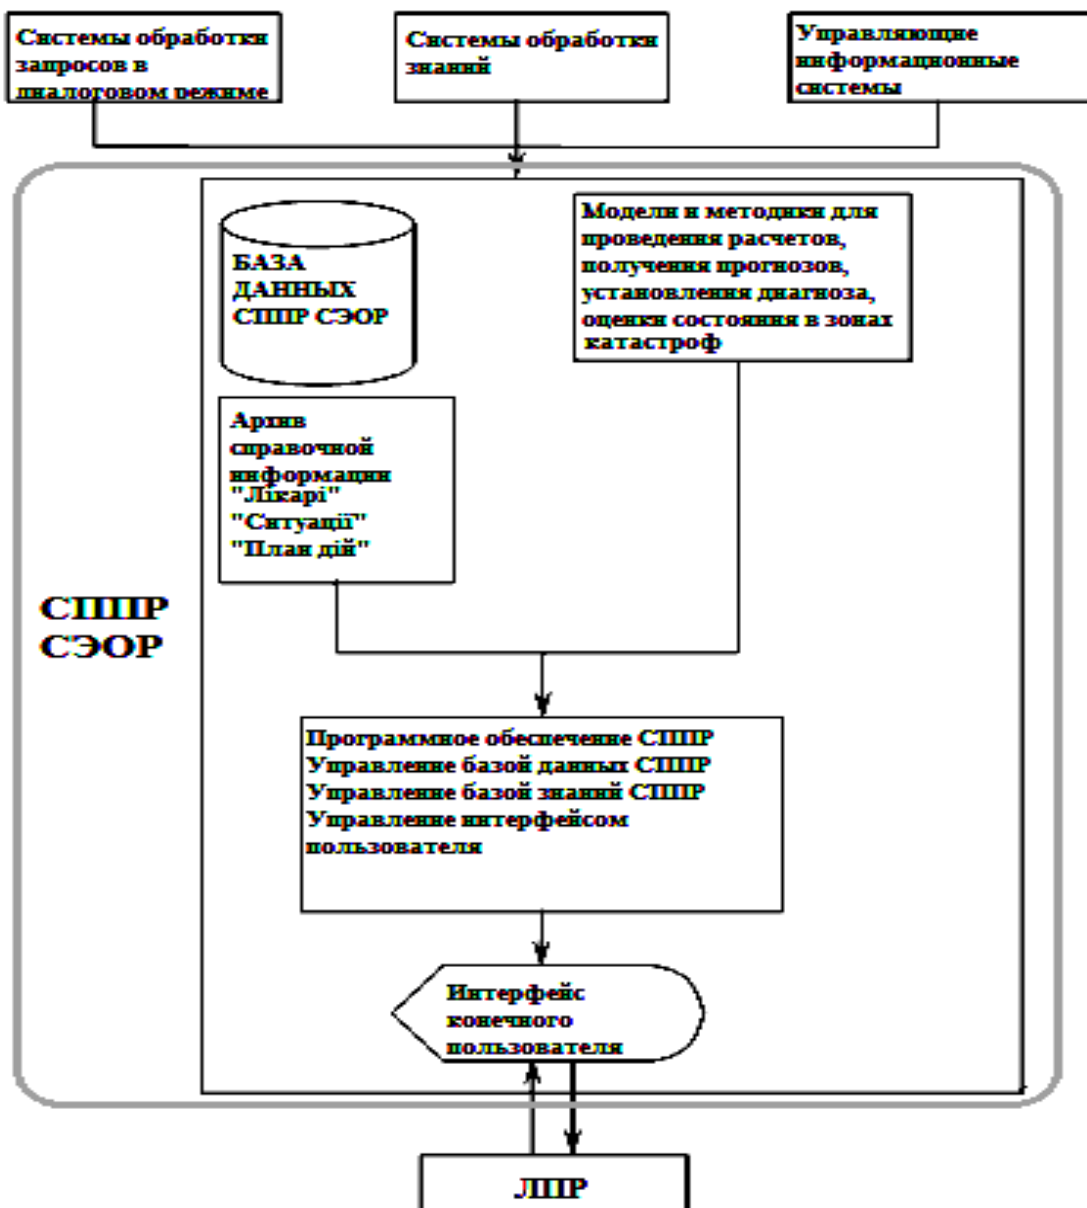 Системы обработки
запросов в
диалоговом режиме
Системы обработки
знаний
Управляющие
информационные
системы
БАЗА
ДАННЫХ
СППР СЭОР
Модели и методики для
проведения расчетов,
получения прогнозов,
установления диагноза,
оценки состояния в зонах
катастроф
Архив
справочной
информации
"Лікарі"
"Ситуації"
"План дій"
СППР
СЭОР
Программное обеспечение СППР
Управление базой данных СППР
Управление базой знаний СППР
Управление интерфейсом
пользователя
Интерфейс
конечного
пользователя
ЛПР